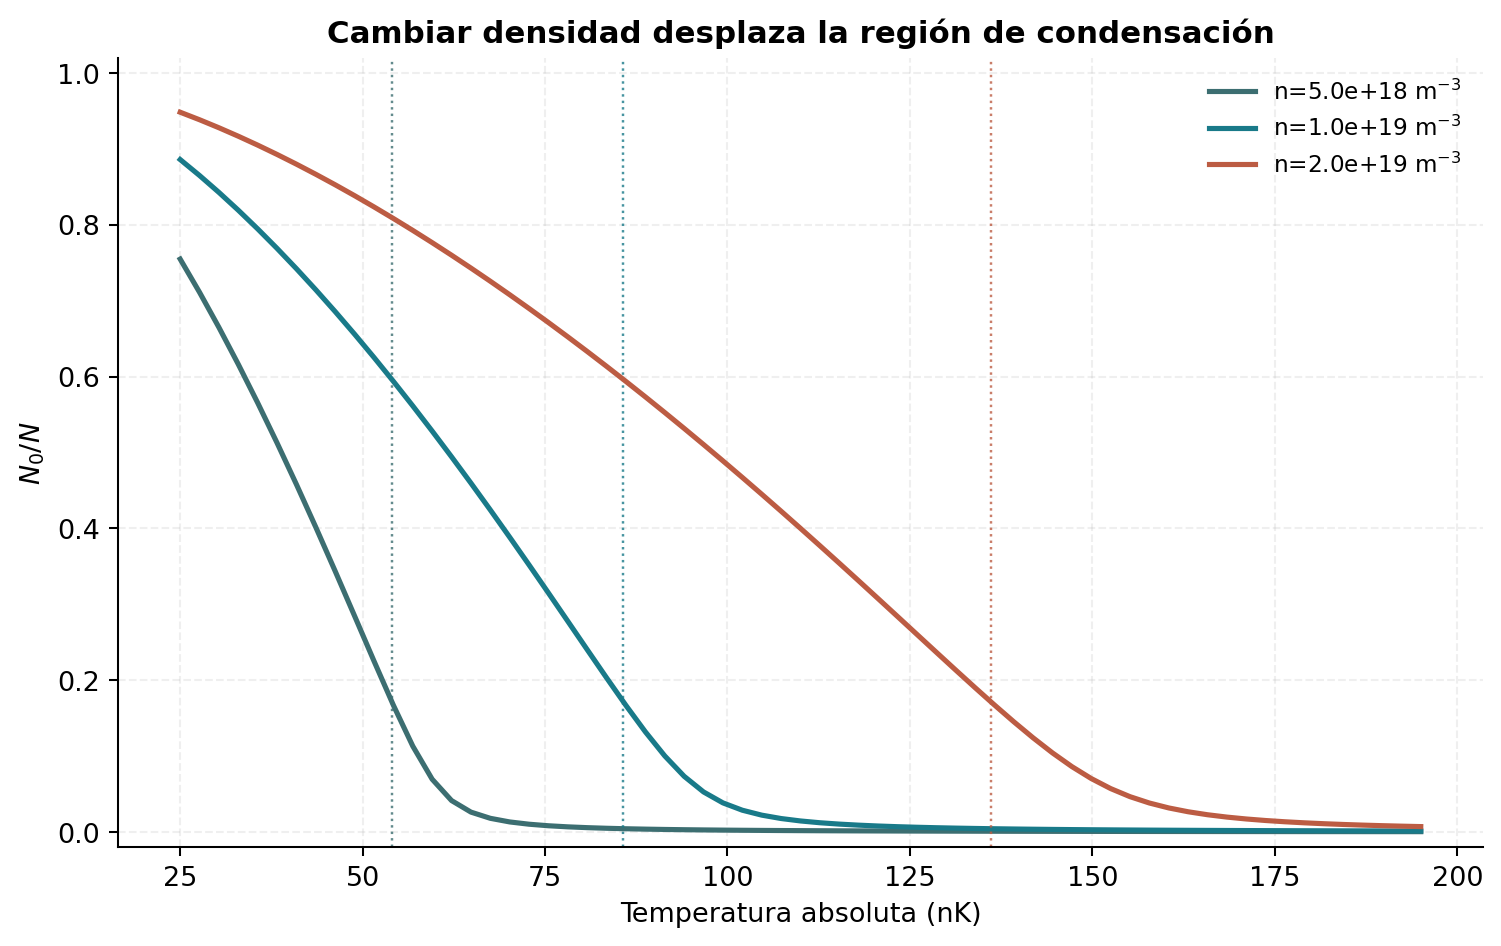 Cambiar densidad desplaza la región de condensación
n=5.0e+18 m⁻³
n=1.0e+19 m⁻³
n=2.0e+19 m⁻³
1.0
0.8
0.6
0.4
0.2
0.0
N₀/N
25 50 75 100 125 150 175 200
Temperatura absoluta (nK)